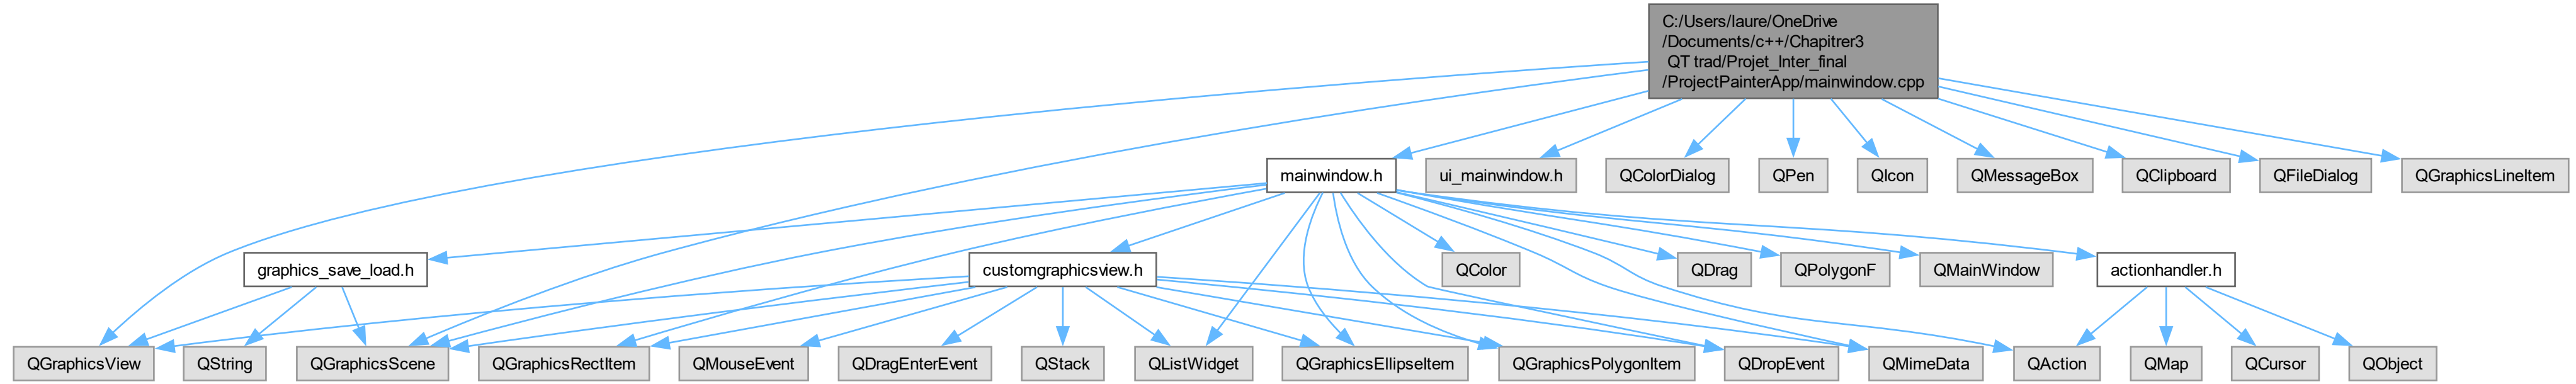 C:/Users/laure/OneDrive
/Documents/c++/Chapitrer3
QT trad/Projet_Inter_final
/ProjectPainterApp/mainwindow.cpp
mainwindow.h
ui_mainwindow.h
QColorDialog
QPen
QIcon
QMessageBox
QClipboard
QFileDialog
QGraphicsLineItem
graphics_save_load.h
customgraphicsview.h
QColor
QDrag
QPolygonF
QMainWindow
actionhandler.h
QGraphicsView
QString
QGraphicsScene
QGraphicsRectItem
QMouseEvent
QDragEnterEvent
QStack
QListWidget
QGraphicsEllipseItem
QGraphicsPolygonItem
QDropEvent
QMimeData
QAction
QMap
QCursor
QObject